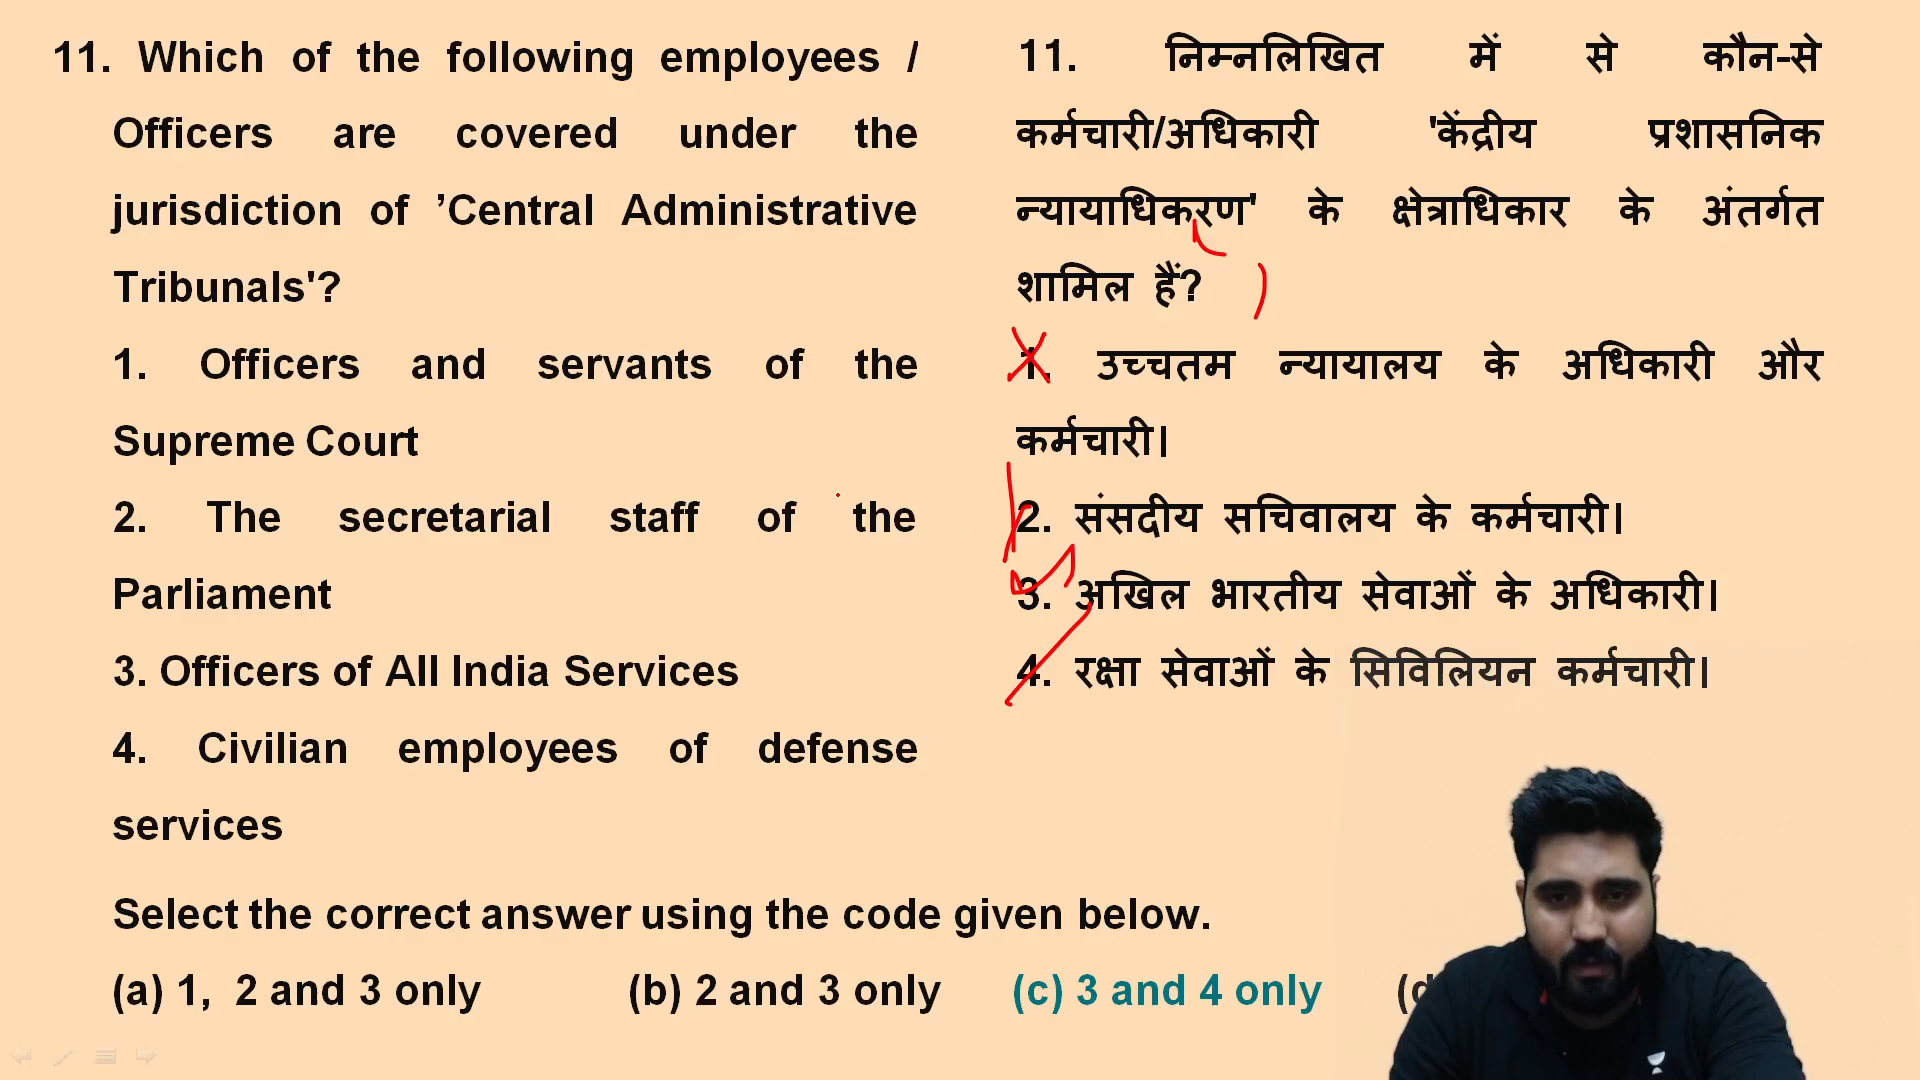 11. Which of the following employees /
Officers are covered under the
jurisdiction of ’Central Administrative
Tribunals'?
1. Officers and servants of the
Supreme Court
2. The secretarial staff of the
Parliament
3. Officers of All India Services
4. Civilian employees of defense
services
Select the correct answer using the code given below.
(a) 1, 2 and 3 only (b) 2 and 3 only (c) 3 and 4 only
11. निम्नलिखित में से कौन-से
कर्मचारी/अधिकारी 'केंद्रीय प्रशासनिक
न्यायाधिकरण' के क्षेत्राधिकार के अंतर्गत
शामिल हैं?
1. उच्चतम न्यायालय के अधिकारी और
कर्मचारी।
2. संसदीय सचिवालय के कर्मचारी।
3. अखिल भारतीय सेवाओं के अधिकारी।
4. रक्षा सेवाओं के सिविलियन कर्मचारी।